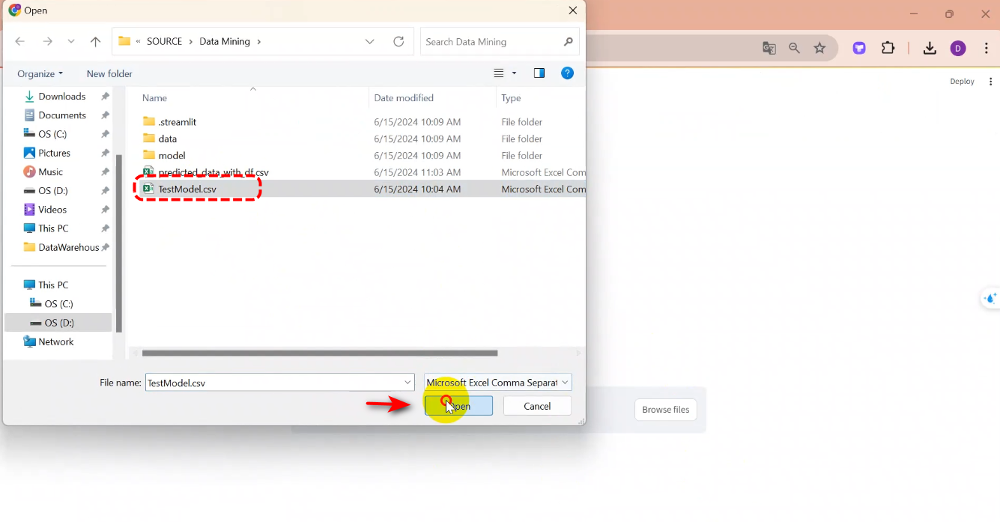 Open
« SOURCE › Data Mining ›
Search Data Mining
Organize
New folder
Deploy
Downloads
Documents
OS (C:)
Pictures
Music
OS (D:)
Videos
This PC
DataWarehous
This PC
OS (C:)
OS (D:)
Network
Name Date modified Type
.streamlit 6/15/2024 10:09 AM File folder
data 6/15/2024 10:09 AM File folder
model 6/15/2024 10:09 AM File folder
predicted_data_with_df.csv 6/15/2024 11:03 AM Microsoft Excel Com
TestModel.csv 6/15/2024 10:04 AM Microsoft Excel Com
File name: TestModel.csv
Microsoft Excel Comma Separat
Open
Cancel
Browse files
D